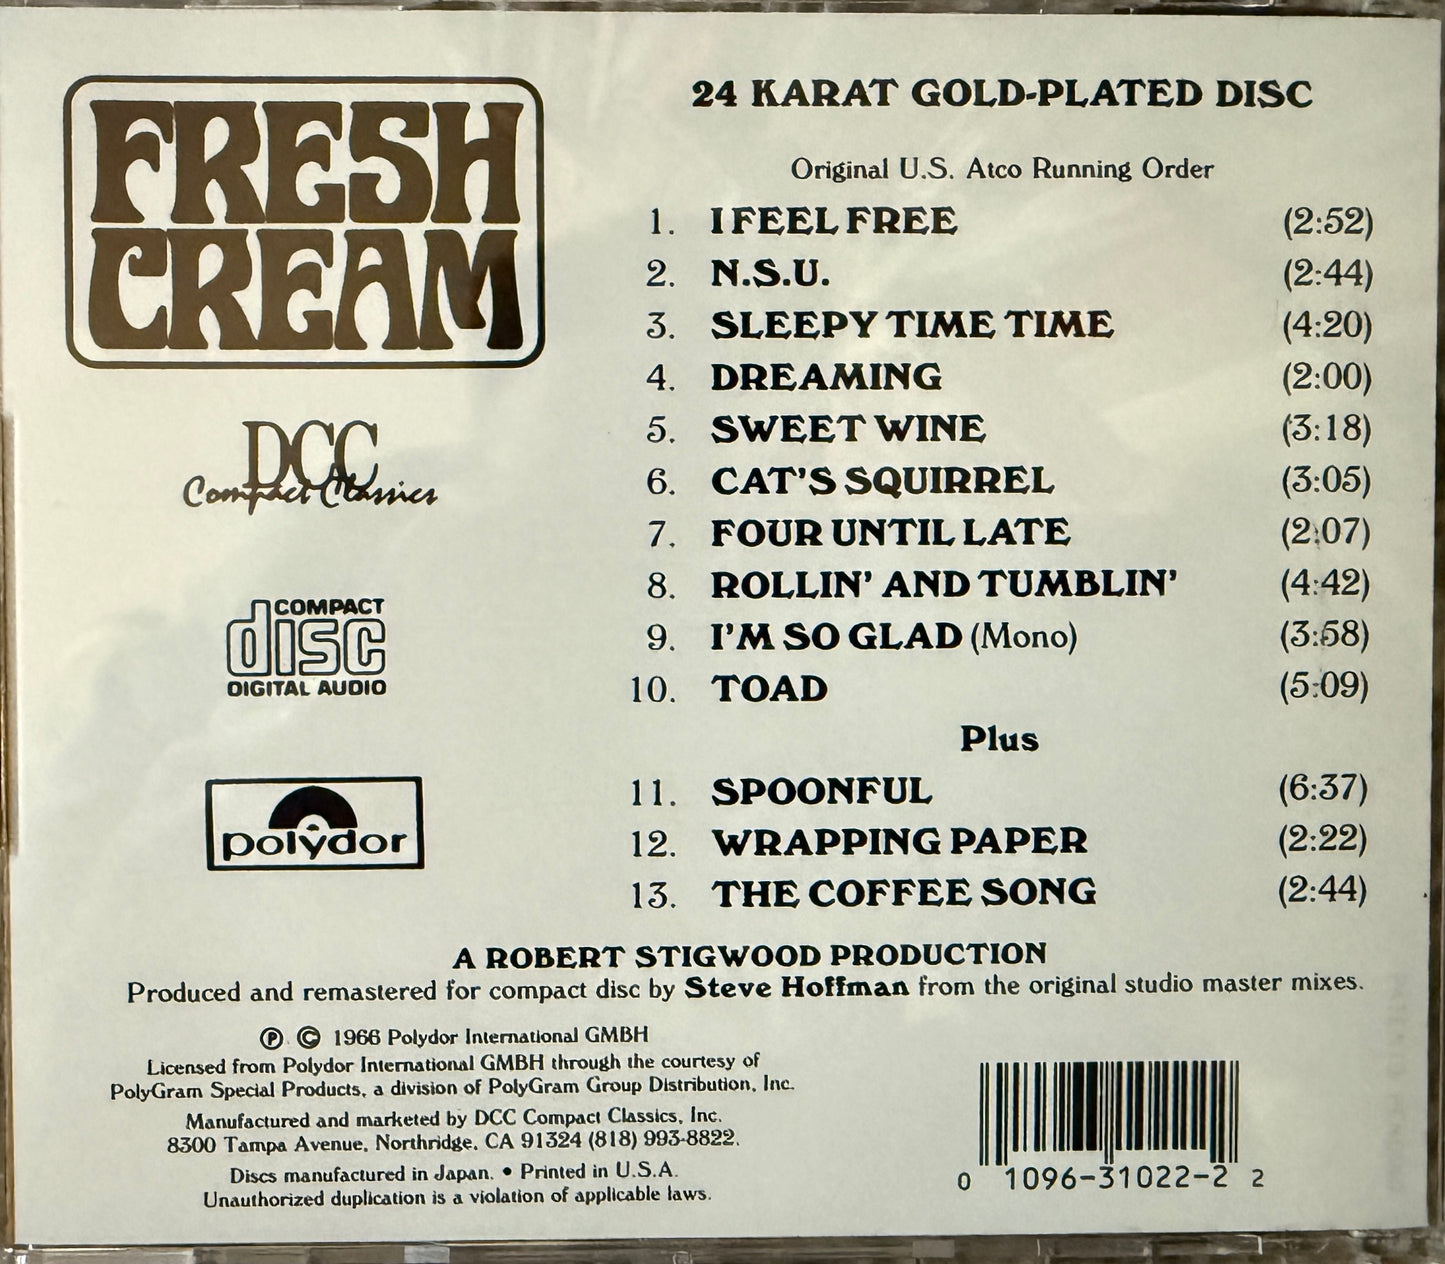 FRESH
CREAM
DCC
Compact Classics
COMPACT
disc
DIGITAL AUDIO
polydor
24 KARAT GOLD-PLATED DISC
Original U.S. Atco Running Order
1. I FEEL FREE (2:52)
2. N.S.U. (2:44)
3. SLEEPY TIME TIME (4:20)
4. DREAMING (2:00)
5. SWEET WINE (3:18)
6. CAT'S SQUIRREL (3:05)
7. FOUR UNTIL LATE (2:07)
8. ROLLIN' AND TUMBLIN' (4:42)
9. I'M SO GLAD (Mono) (3:58)
10. TOAD (5:09)
Plus
11. SPOONFUL (6:37)
12. WRAPPING PAPER (2:22)
13. THE COFFEE SONG (2:44)
A ROBERT STIGWOOD PRODUCTION
Produced and remastered for compact disc by Steve Hoffman from the original studio master mixes.
℗ © 1966 Polydor International GMBH
Licensed from Polydor International GMBH through the courtesy of
PolyGram Special Products, a division of PolyGram Group Distribution, Inc.
Manufactured and marketed by DCC Compact Classics, Inc.
8300 Tampa Avenue, Northridge, CA 91324 (818) 993-8822.
Discs manufactured in Japan. • Printed in U.S.A.
Unauthorized duplication is a violation of applicable laws.
0 1096-31022-2 2